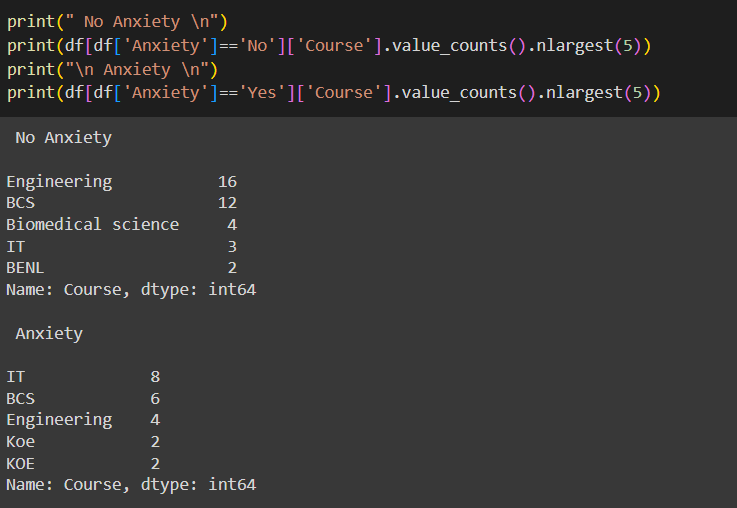 print(" No Anxiety \n")
print(df[df['Anxiety']=='No']['Course'].value_counts().nlargest(5))
print("\n Anxiety \n")
print(df[df['Anxiety']=='Yes']['Course'].value_counts().nlargest(5))
No Anxiety
Engineering 16
BCS 12
Biomedical science 4
IT 3
BENL 2
Name: Course, dtype: int64
Anxiety
IT 8
BCS 6
Engineering 4
Koe 2
KOE 2
Name: Course, dtype: int64